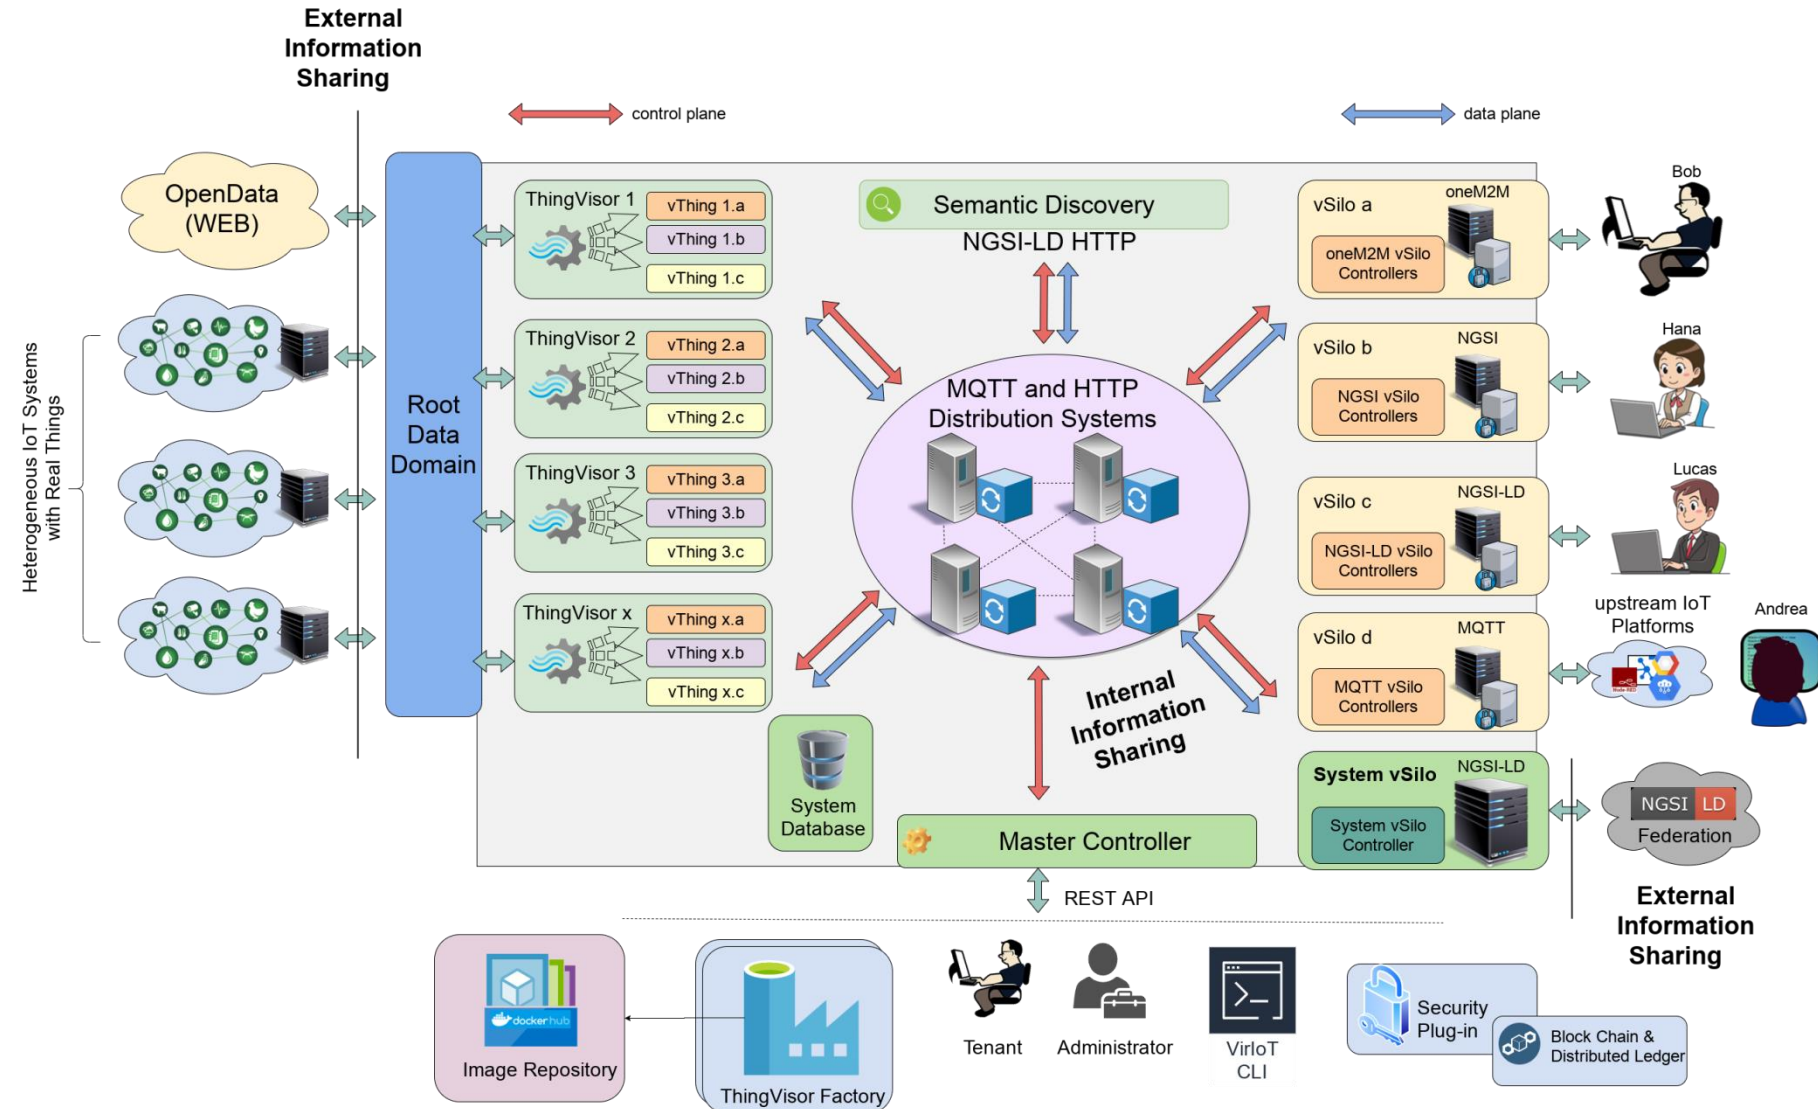 External
Information
Sharing
control plane
data plane
OpenData
(WEB)
Heterogeneous IoT Systems
with Real Things
Root
Data
Domain
ThingVisor 1
vThing 1.a
vThing 1.b
vThing 1.c
ThingVisor 2
vThing 2.a
vThing 2.b
vThing 2.c
ThingVisor 3
vThing 3.a
vThing 3.b
vThing 3.c
ThingVisor x
vThing x.a
vThing x.b
vThing x.c
Semantic Discovery
NGSI-LD HTTP
MQTT and HTTP
Distribution Systems
Internal
Information
Sharing
System
Database
Master Controller
REST API
vSilo a
oneM2M
oneM2M vSilo
Controllers
Bob
vSilo b
NGSI
NGSI vSilo
Controllers
Hana
vSilo c
NGSI-LD
NGSI-LD vSilo
Controllers
Lucas
vSilo d
MQTT
MQTT vSilo
Controllers
upstream IoT
Platforms
Node-RED
Andrea
System vSilo
NGSI-LD
System vSilo
Controller
NGSI LD
Federation
External
Information
Sharing
dockerhub
Image Repository
ThingVisor Factory
Tenant
Administrator
VirIoT
CLI
Security
Plug-in
Block Chain &
Distributed Ledger